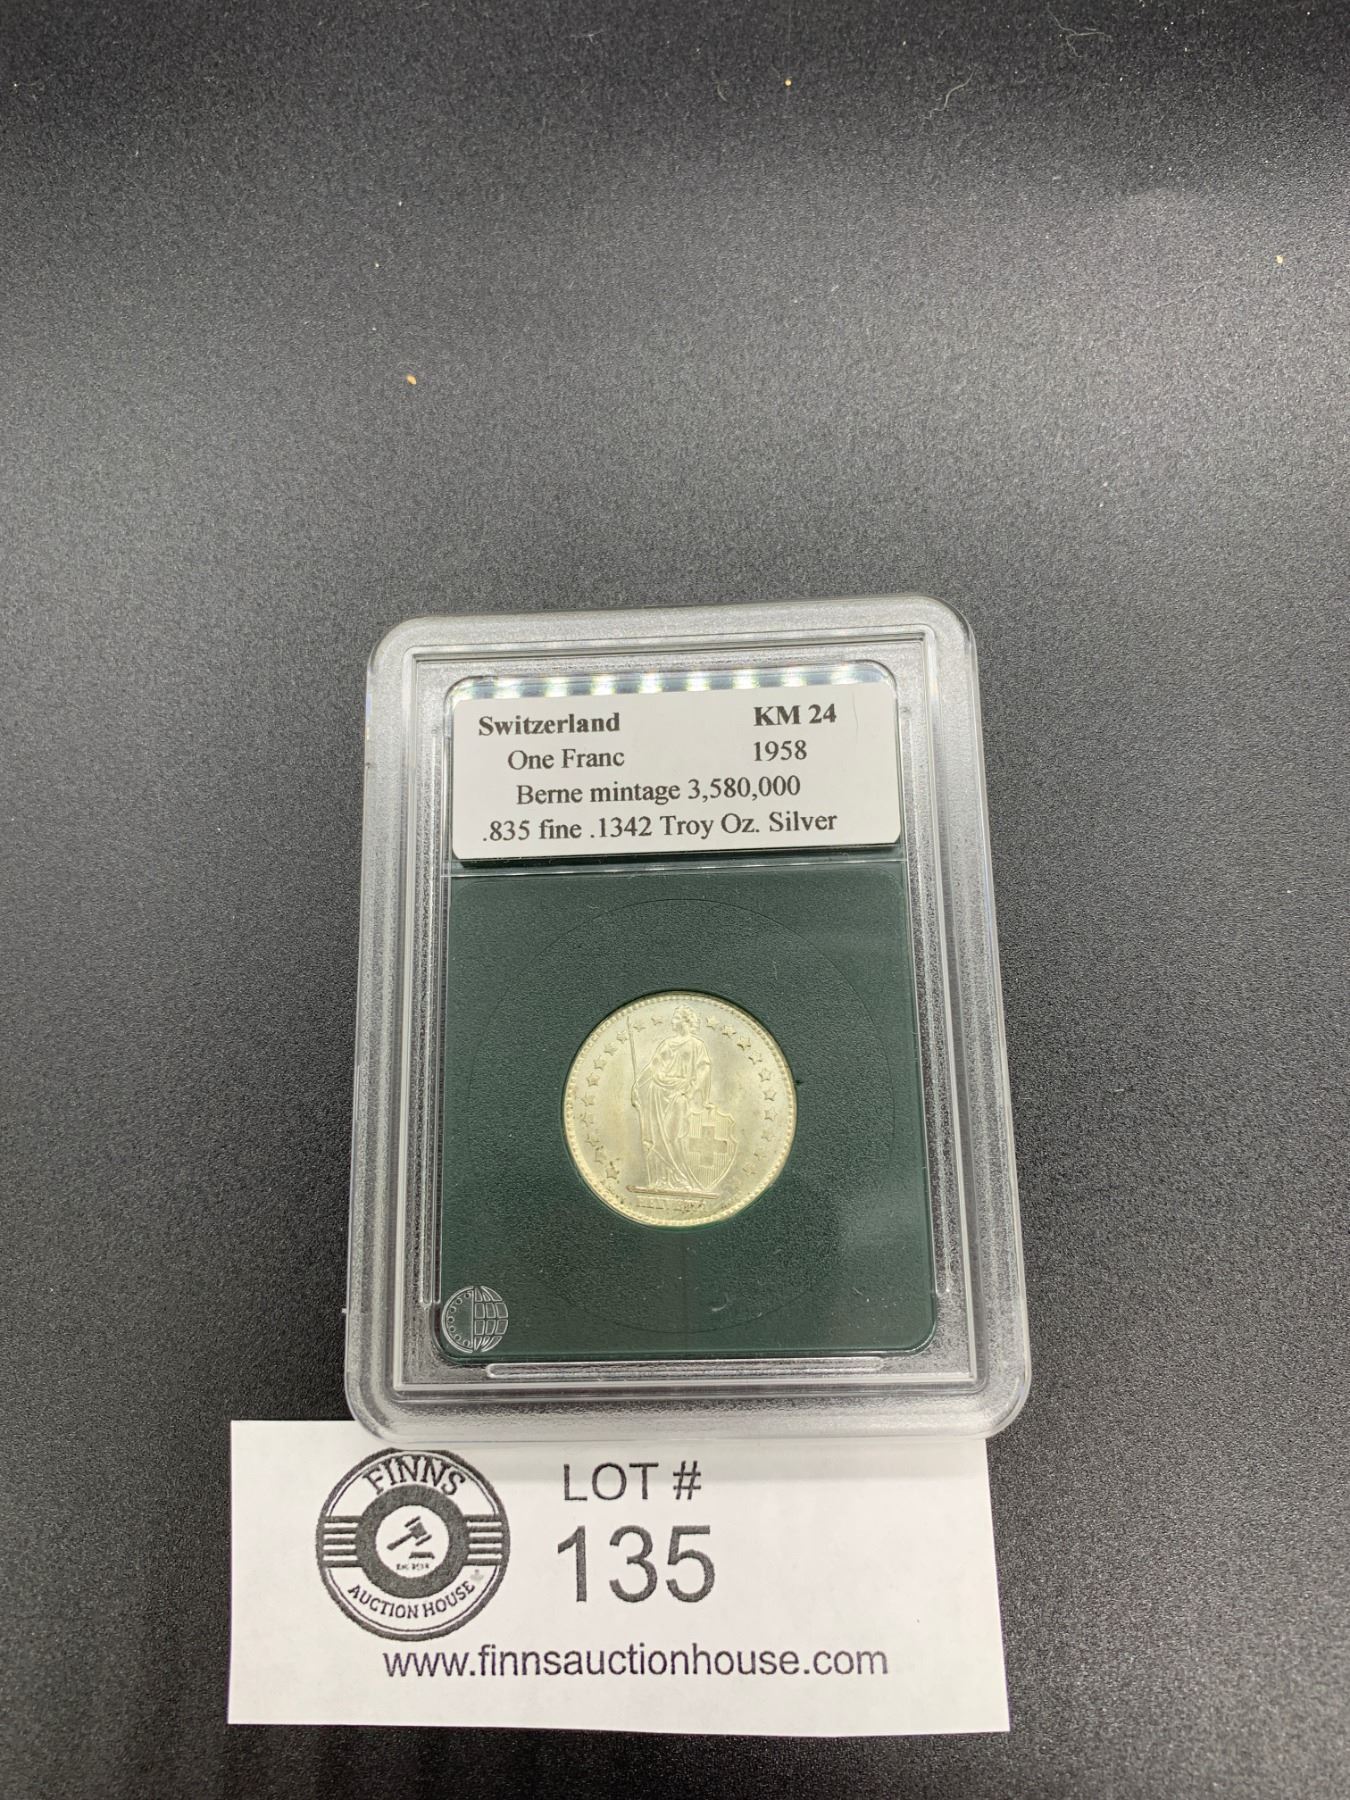 Switzerland KM 24
One Franc 1958
Berne mintage 3,580,000
.835 fine .1342 Troy Oz. Silver
HELVETIA
FINNS
AUCTION HOUSE
LOT #
135
www.finnsauctionhouse.com